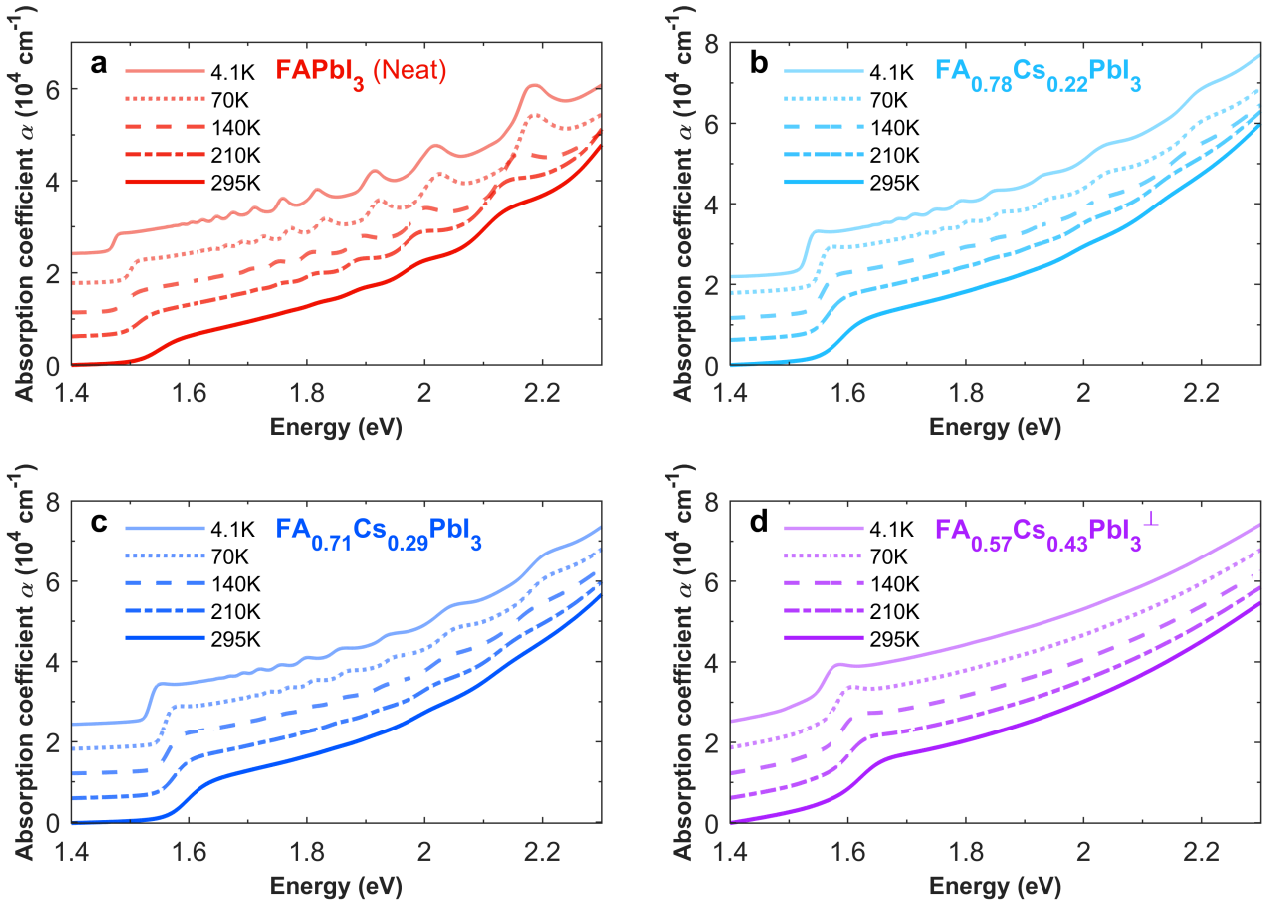 a
FAPbI3 (Neat)
4.1K
70K
140K
210K
295K
Absorption coefficient α (10^4 cm^-1)
0
2
4
6
1.4
1.6
1.8
2
2.2
Energy (eV)
b
FA0.78Cs0.22PbI3
4.1K
70K
140K
210K
295K
Absorption coefficient α (10^4 cm^-1)
0
2
4
6
8
1.4
1.6
1.8
2
2.2
Energy (eV)
c
FA0.71Cs0.29PbI3
4.1K
70K
140K
210K
295K
Absorption coefficient α (10^4 cm^-1)
0
2
4
6
8
1.4
1.6
1.8
2
2.2
Energy (eV)
d
FA0.57Cs0.43PbI3⊥
4.1K
70K
140K
210K
295K
Absorption coefficient α (10^4 cm^-1)
0
2
4
6
8
1.4
1.6
1.8
2
2.2
Energy (eV)